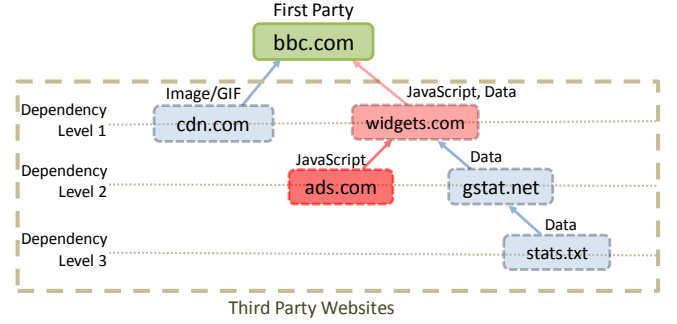 First Party
bbc.com
Image/GIF
JavaScript, Data
Dependency
Level 1
cdn.com
widgets.com
JavaScript
Data
Dependency
Level 2
ads.com
gstat.net
Data
Dependency
Level 3
stats.txt
Third Party Websites